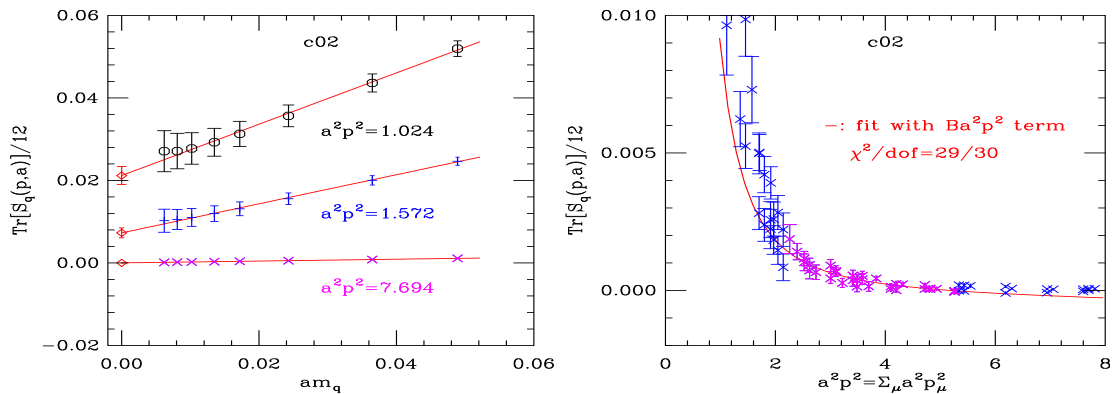 c02
a²p²=1.024
a²p²=1.572
a²p²=7.694
Tr[S_q(p,a)]/12
0.06
0.04
0.02
0.00
−0.02
0.00
0.02
0.04
0.06
am_q
c02
−: fit with Ba²p² term
χ²/dof=29/30
Tr[S_q(p,a)]/12
0.010
0.005
0.000
0
2
4
6
8
a²p²=Σ_μa²p_μ²